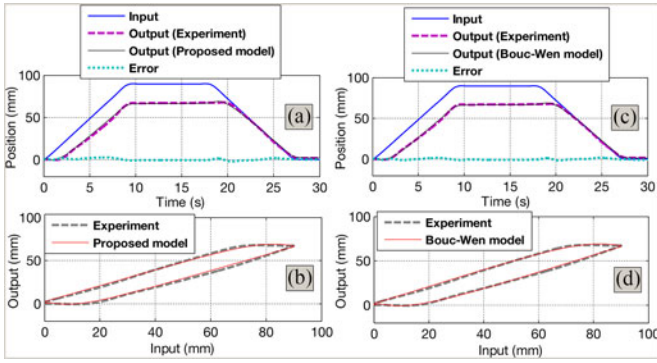 Input
Output (Experiment)
Output (Proposed model)
Error
100
50
0
Position (mm)
(a)
0 5 10 15 20 25 30
Time (s)
Input
Output (Experiment)
Output (Bouc-Wen model)
Error
100
50
0
Position (mm)
(c)
0 5 10 15 20 25 30
Time (s)
Experiment
Proposed model
100
50
0
Output (mm)
(b)
0 20 40 60 80 100
Input (mm)
Experiment
Bouc-Wen model
100
50
0
Output (mm)
(d)
0 20 40 60 80 100
Input (mm)